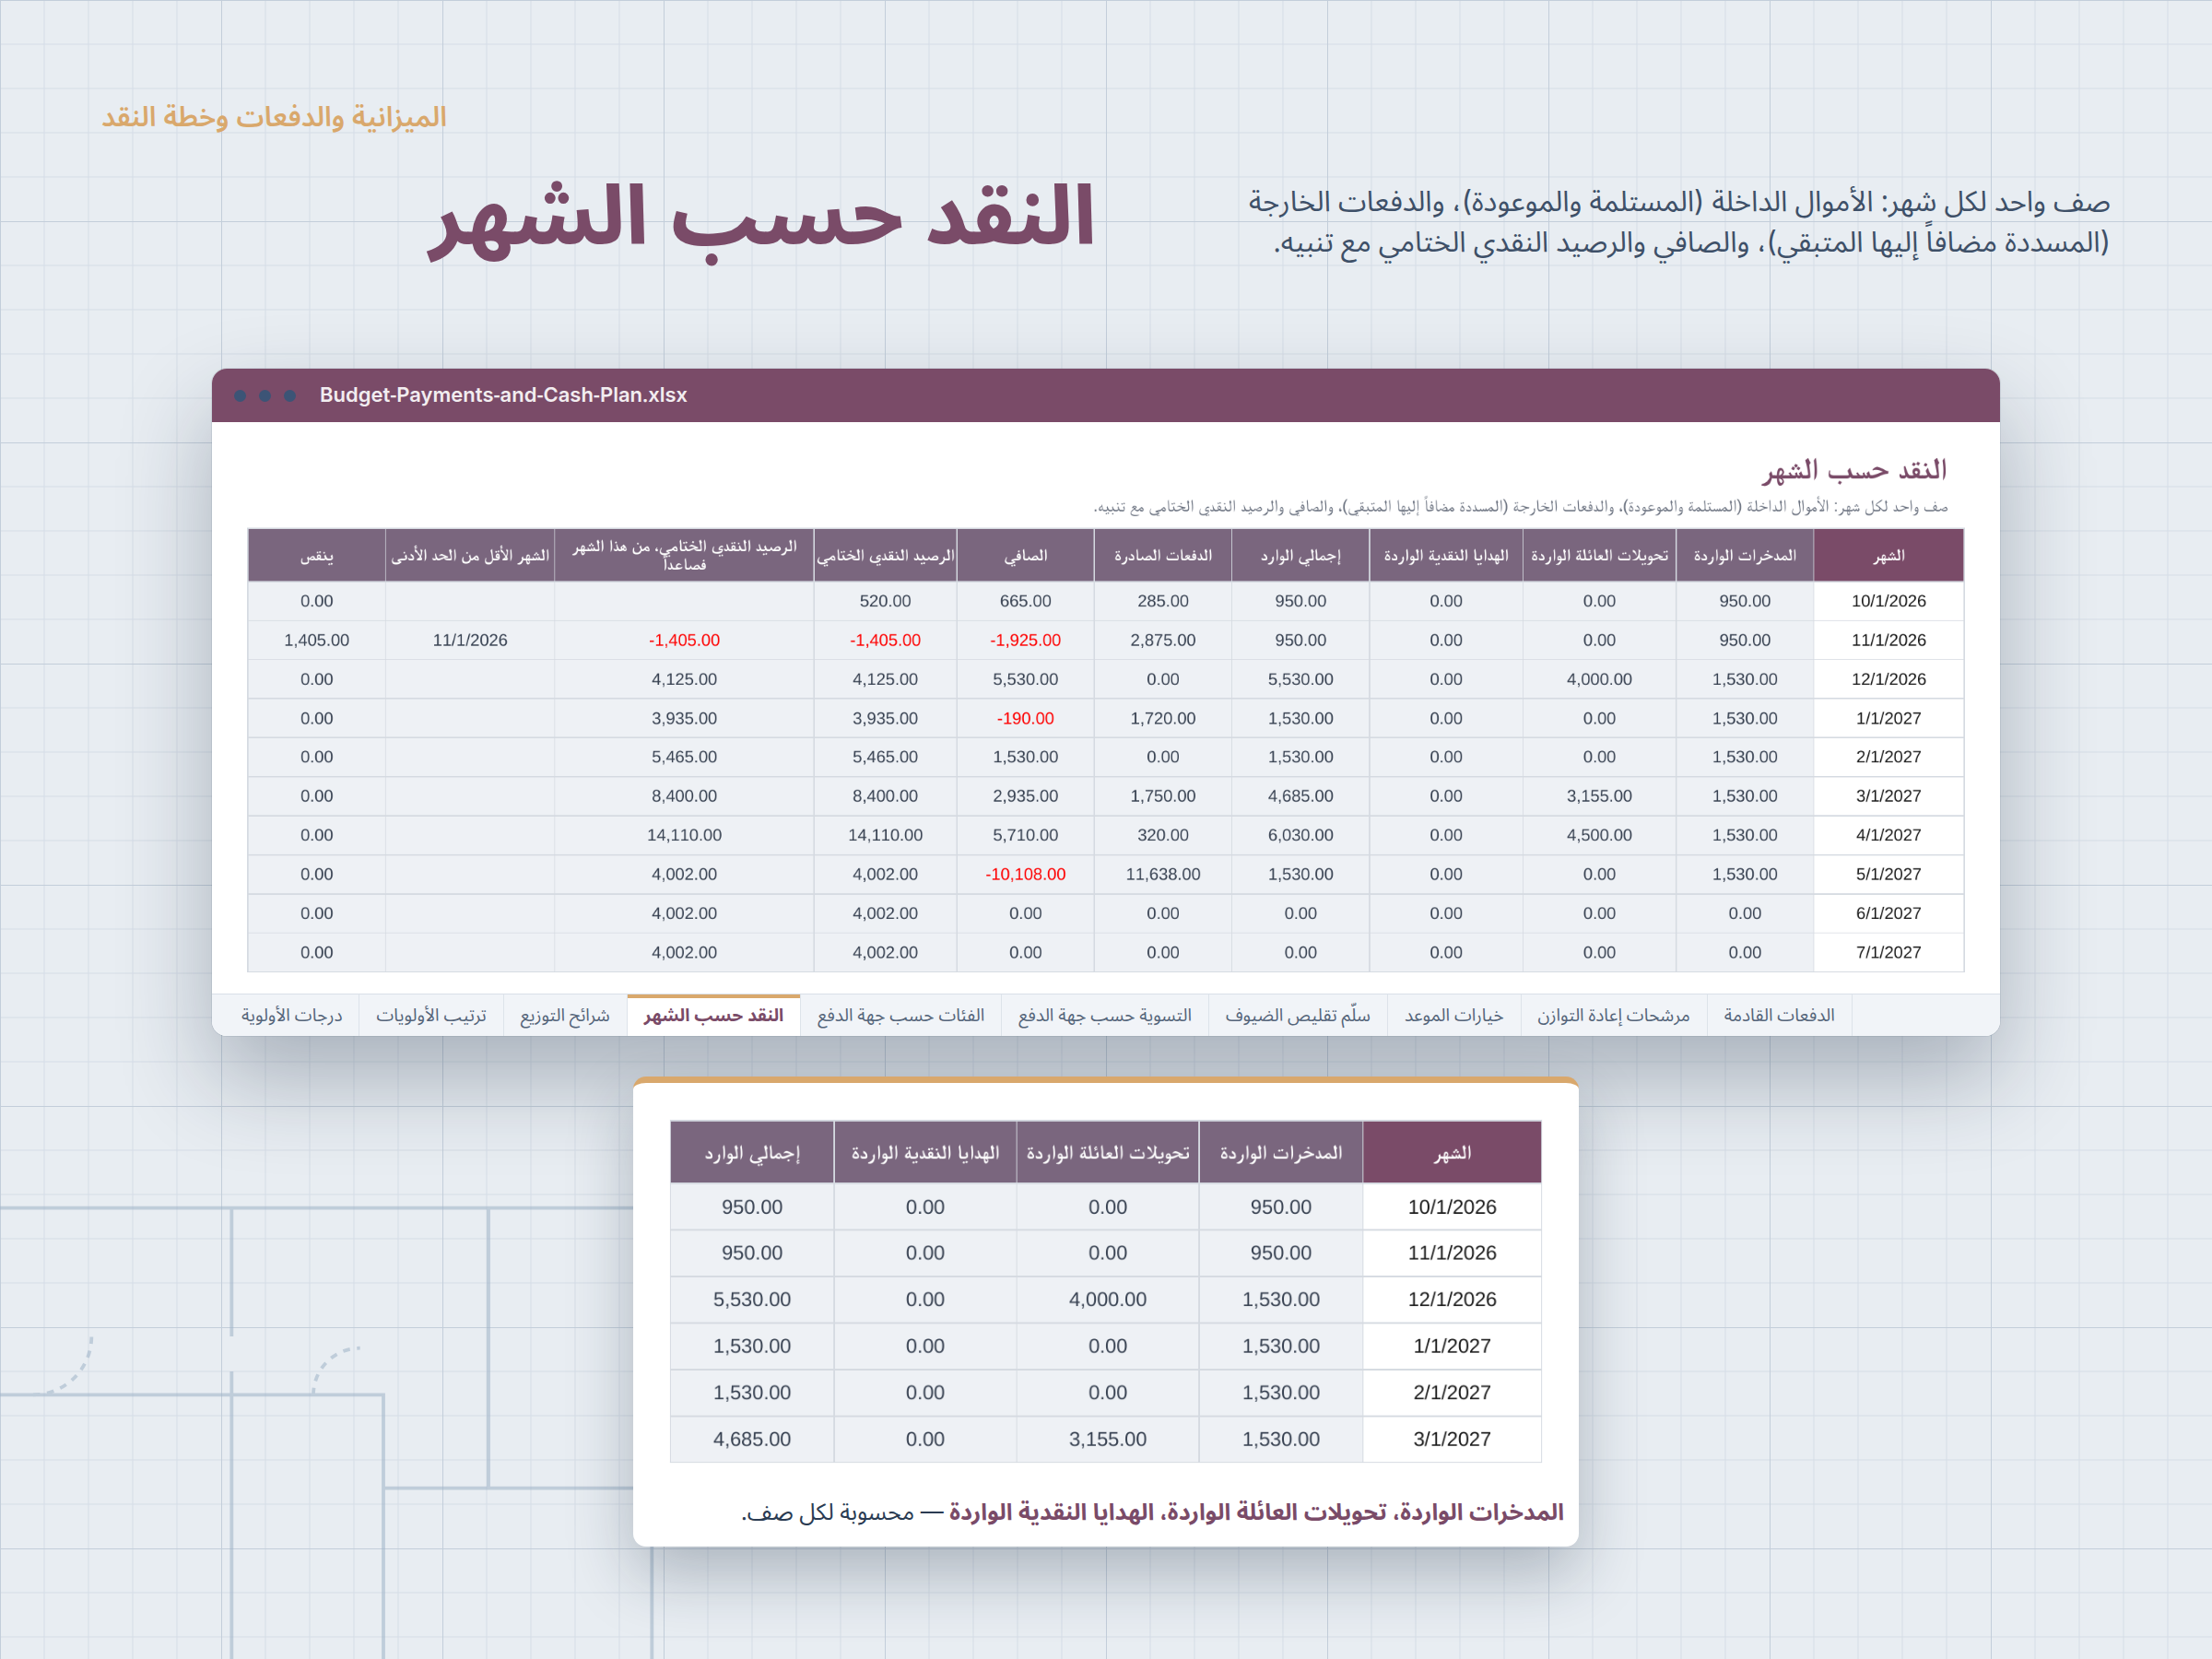 الميزانية والدفعات وخطة النقد
النقد حسب الشهر
صف واحد لكل شهر: الأموال الداخلة (المستلمة والموعودة)، والدفعات الخارجة
(المسددة مضافاً إليها المتبقي)، والصافي والرصيد النقدي الختامي مع تنبيه.
Budget-Payments-and-Cash-Plan.xlsx
النقد حسب الشهر
صف واحد لكل شهر: الأموال الداخلة (المستلمة والموعودة)، والدفعات الخارجة (المسددة مضافاً إليها المتبقي)، والصافي والرصيد النقدي الختامي مع تنبيه.
الشهر المدخرات الواردة تحويلات العائلة الواردة الهدايا النقدية الواردة إجمالي الوارد الدفعات الصادرة الصافي الرصيد النقدي الختامي الرصيد النقدي الختامي، من هذا الشهر فصاعداً الشهر الأقل من الحد الأدنى ينقص
10/1/2026 950.00 0.00 0.00 950.00 285.00 665.00 520.00 0.00
11/1/2026 950.00 0.00 0.00 950.00 2,875.00 -1,925.00 -1,405.00 -1,405.00 11/1/2026 1,405.00
12/1/2026 1,530.00 4,000.00 0.00 5,530.00 0.00 5,530.00 4,125.00 4,125.00 0.00
1/1/2027 1,530.00 0.00 0.00 1,530.00 1,720.00 -190.00 3,935.00 3,935.00 0.00
2/1/2027 1,530.00 0.00 0.00 1,530.00 0.00 1,530.00 5,465.00 5,465.00 0.00
3/1/2027 1,530.00 3,155.00 0.00 4,685.00 1,750.00 2,935.00 8,400.00 8,400.00 0.00
4/1/2027 1,530.00 4,500.00 0.00 6,030.00 320.00 5,710.00 14,110.00 14,110.00 0.00
5/1/2027 1,530.00 0.00 0.00 1,530.00 11,638.00 -10,108.00 4,002.00 4,002.00 0.00
6/1/2027 0.00 0.00 0.00 0.00 0.00 0.00 4,002.00 4,002.00 0.00
7/1/2027 0.00 0.00 0.00 0.00 0.00 0.00 4,002.00 4,002.00 0.00
الدفعات القادمة مرشحات إعادة التوازن خيارات الموعد سلّم تقليص الضيوف التسوية حسب جهة الدفع الفئات حسب جهة الدفع النقد حسب الشهر شرائح التوزيع ترتيب الأولويات درجات الأولوية
الشهر المدخرات الواردة تحويلات العائلة الواردة الهدايا النقدية الواردة إجمالي الوارد
10/1/2026 950.00 0.00 0.00 950.00
11/1/2026 950.00 0.00 0.00 950.00
12/1/2026 1,530.00 4,000.00 0.00 5,530.00
1/1/2027 1,530.00 0.00 0.00 1,530.00
2/1/2027 1,530.00 0.00 0.00 1,530.00
3/1/2027 1,530.00 3,155.00 0.00 4,685.00
المدخرات الواردة، تحويلات العائلة الواردة، الهدايا النقدية الواردة — محسوبة لكل صف.